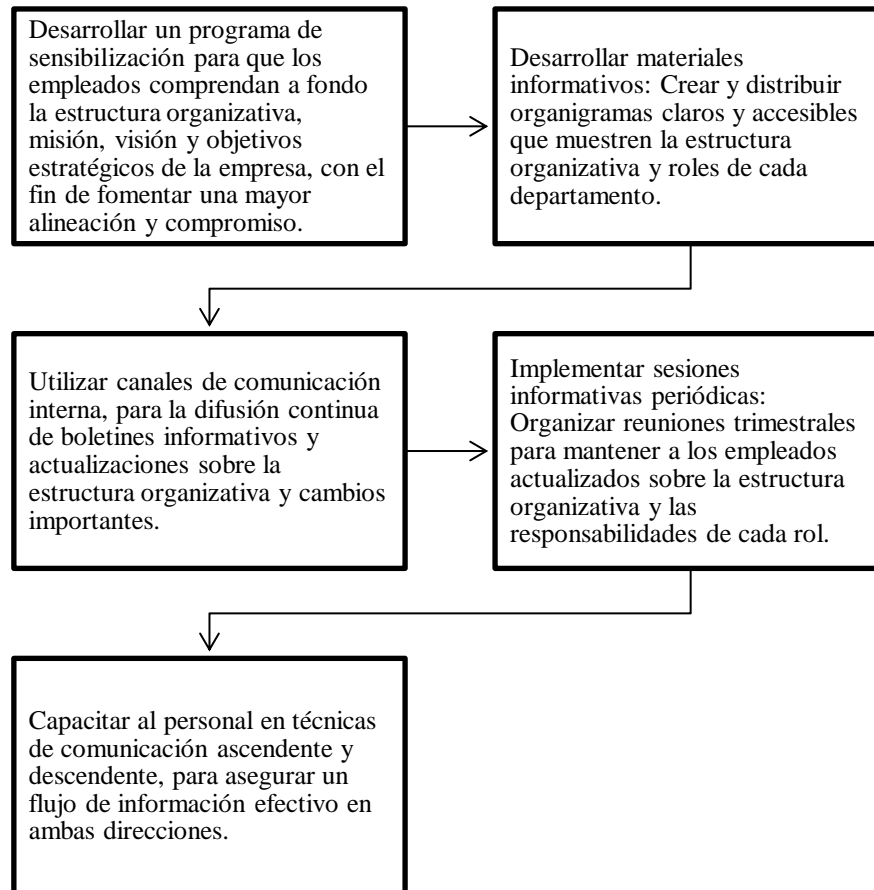 Desarrollar un programa de
sensibilización para que los
empleados comprendan a fondo
la estructura organizativa,
misión, visión y objetivos
estratégicos de la empresa, con el
fin de fomentar una mayor
alineación y compromiso.
Desarrollar materiales
informativos: Crear y distribuir
organigramas claros y accesibles
que muestren la estructura
organizativa y roles de cada
departamento.
Utilizar canales de comunicación
interna, para la difusión continua
de boletines informativos y
actualizaciones sobre la
estructura organizativa y cambios
importantes.
Implementar sesiones
informativas periódicas:
Organizar reuniones trimestrales
para mantener a los empleados
actualizados sobre la estructura
organizativa y las
responsabilidades de cada rol.
Capacitar al personal en técnicas
de comunicación ascendente y
descendente, para asegurar un
flujo de información efectivo en
ambas direcciones.